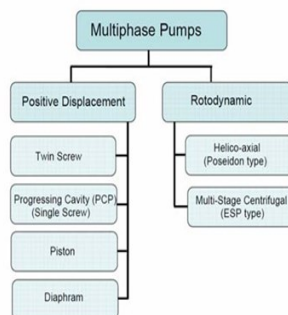 Multiphase Pumps
Positive Displacement
Rotodynamic
Twin Screw
Progressing Cavity (PCP)
(Single Screw)
Piston
Diaphram
Helico-axial
(Poseidon type)
Multi-Stage Centrifugal
(ESP type)